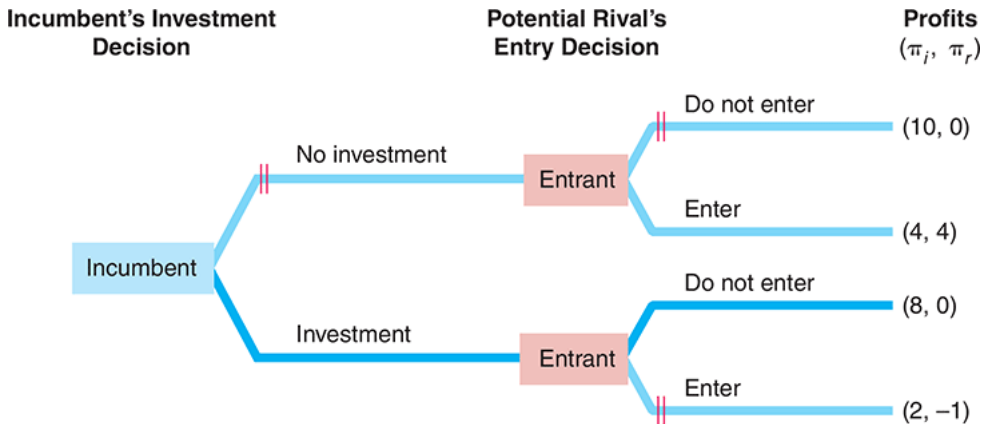 Incumbent's Investment
Decision
Potential Rival's
Entry Decision
Profits
(πi, πr)
Do not enter
(10, 0)
No investment
Entrant
Enter
(4, 4)
Incumbent
Do not enter
(8, 0)
Investment
Entrant
Enter
(2, –1)